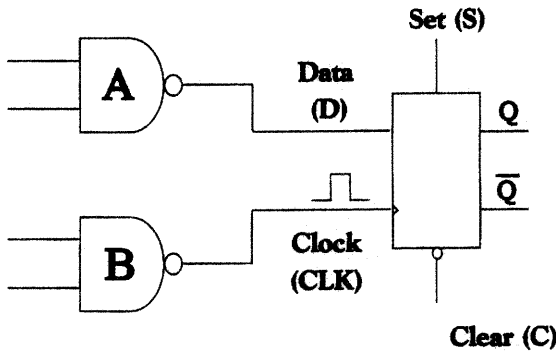 Set (S)
A
Data
(D)
Q
Q̅
B
Clock
(CLK)
Clear (C)